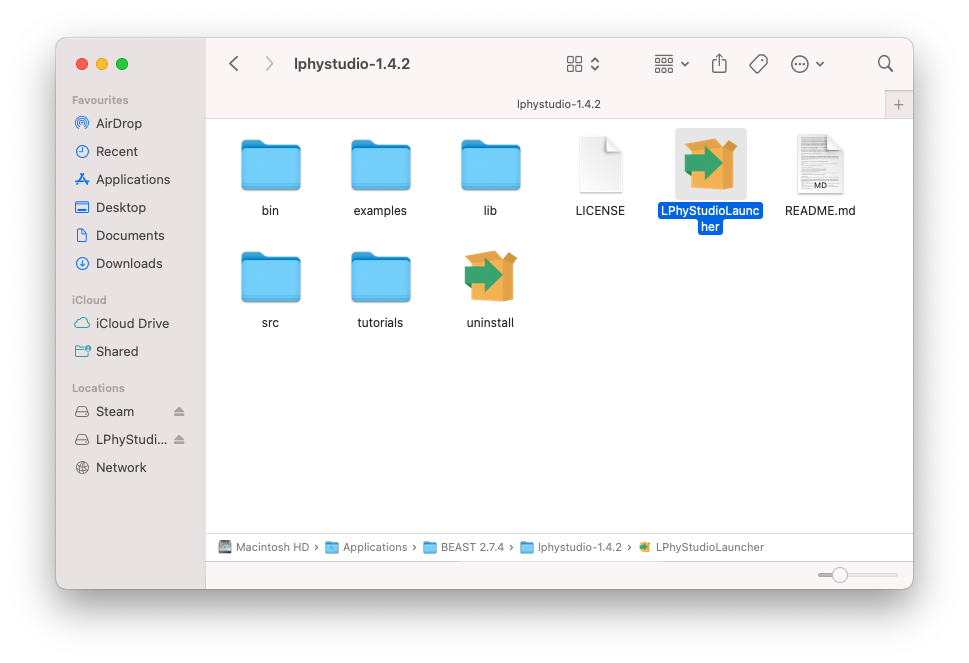 lphystudio-1.4.2
Favourites
AirDrop
Recent
Applications
Desktop
Documents
Downloads
iCloud
iCloud Drive
Shared
Locations
Steam
LPhyStudi...
Network
lphystudio-1.4.2
bin
examples
lib
LICENSE
LPhyStudioLaunc
her
MD
README.md
src
tutorials
uninstall
Macintosh HD › Applications › BEAST 2.7.4 › lphystudio-1.4.2 › LPhyStudioLauncher